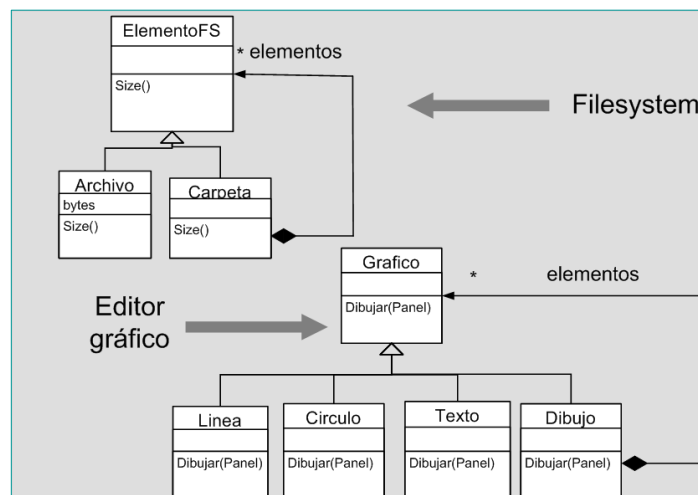 ElementoFS
* elementos
Size()
Filesystem
Archivo
bytes
Size()
Carpeta
Size()
Grafico
* elementos
Dibujar(Panel)
Editor
gráfico
Linea
Circulo
Texto
Dibujo
Dibujar(Panel)
Dibujar(Panel)
Dibujar(Panel)
Dibujar(Panel)